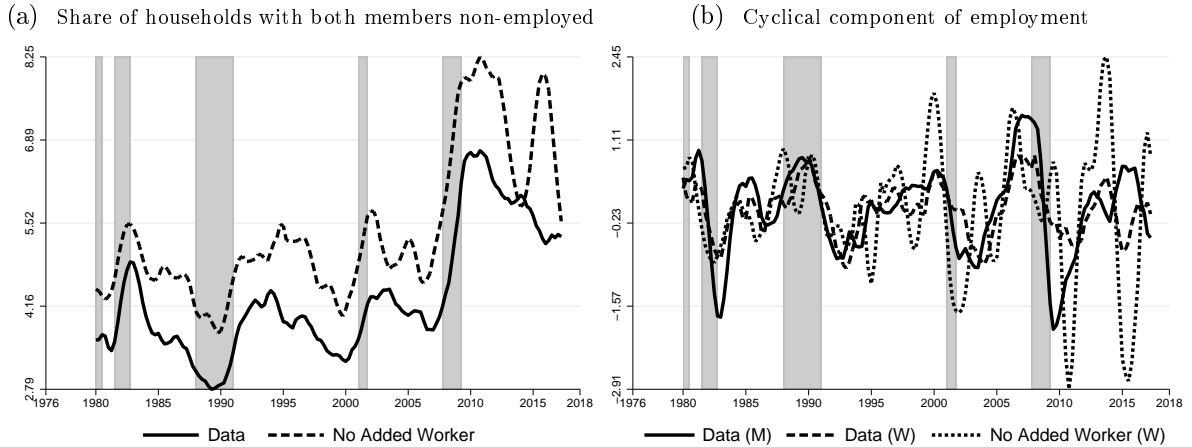 (a) Share of households with both members non-employed
8.25
6.89
5.52
4.16
2.79
1976 1980 1985 1990 1995 2000 2005 2010 2015 2018
Data No Added Worker
(b) Cyclical component of employment
2.45
1.11
-0.23
-1.57
-2.91
1976 1980 1985 1990 1995 2000 2005 2010 2015 2018
Data (M) Data (W) No Added Worker (W)